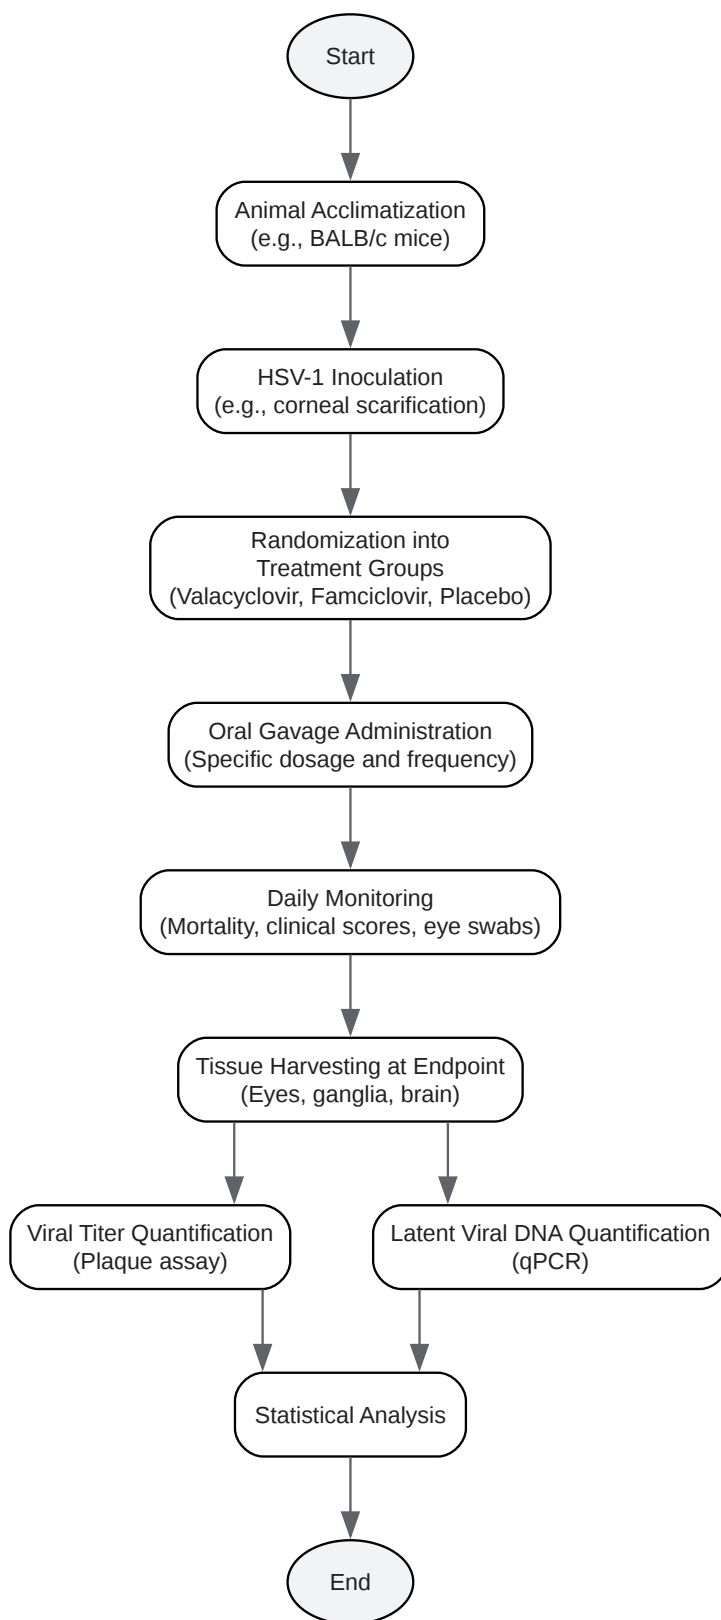 Start
Animal Acclimatization
(e.g., BALB/c mice)
HSV-1 Inoculation
(e.g., corneal scarification)
Randomization into
Treatment Groups
(Valacyclovir, Famciclovir, Placebo)
Oral Gavage Administration
(Specific dosage and frequency)
Daily Monitoring
(Mortality, clinical scores, eye swabs)
Tissue Harvesting at Endpoint
(Eyes, ganglia, brain)
Viral Titer Quantification
(Plaque assay)
Latent Viral DNA Quantification
(qPCR)
Statistical Analysis
End